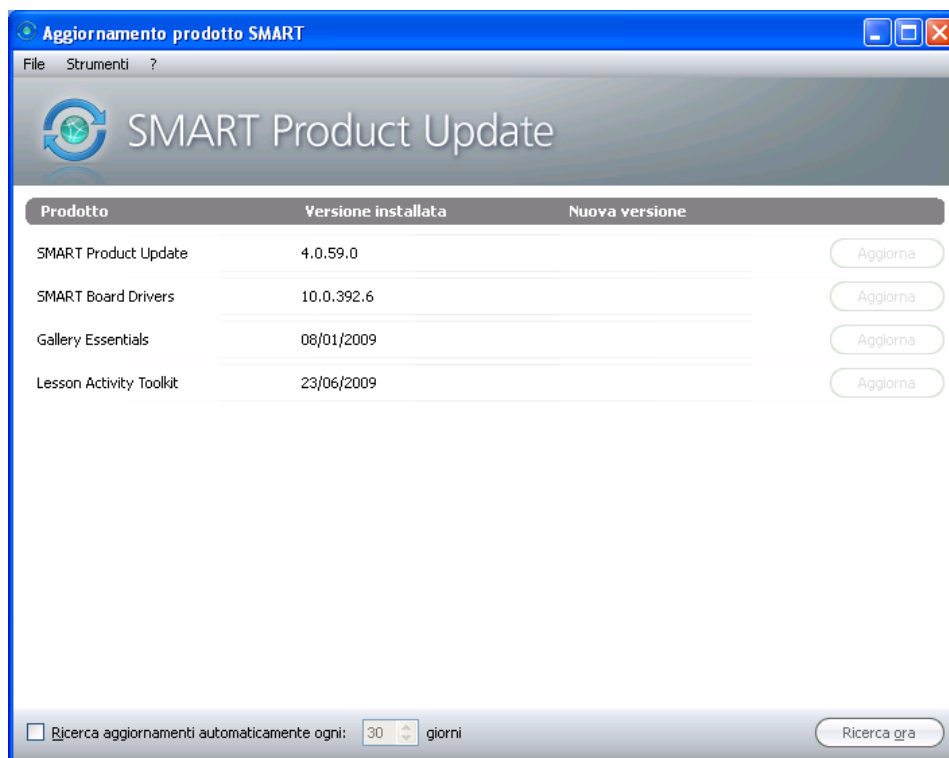 Aggiornamento prodotto SMART
File Strumenti ?
SMART Product Update
Prodotto Versione installata Nuova versione
SMART Product Update 4.0.59.0 Aggiorna
SMART Board Drivers 10.0.392.6 Aggiorna
Gallery Essentials 08/01/2009 Aggiorna
Lesson Activity Toolkit 23/06/2009 Aggiorna
Ricerca aggiornamenti automaticamente ogni: 30 giorni Ricerca ora